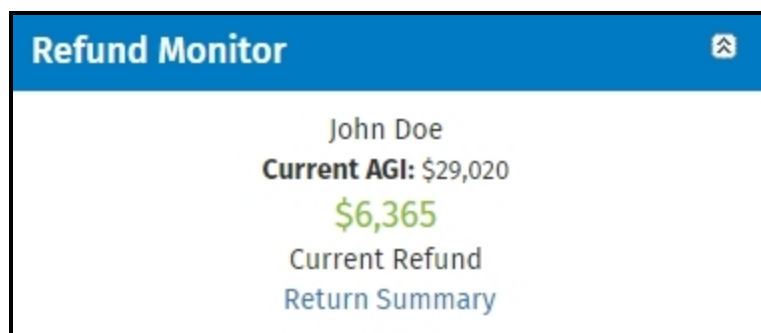 Refund Monitor
John Doe
Current AGI: $29,020
$6,365
Current Refund
Return Summary